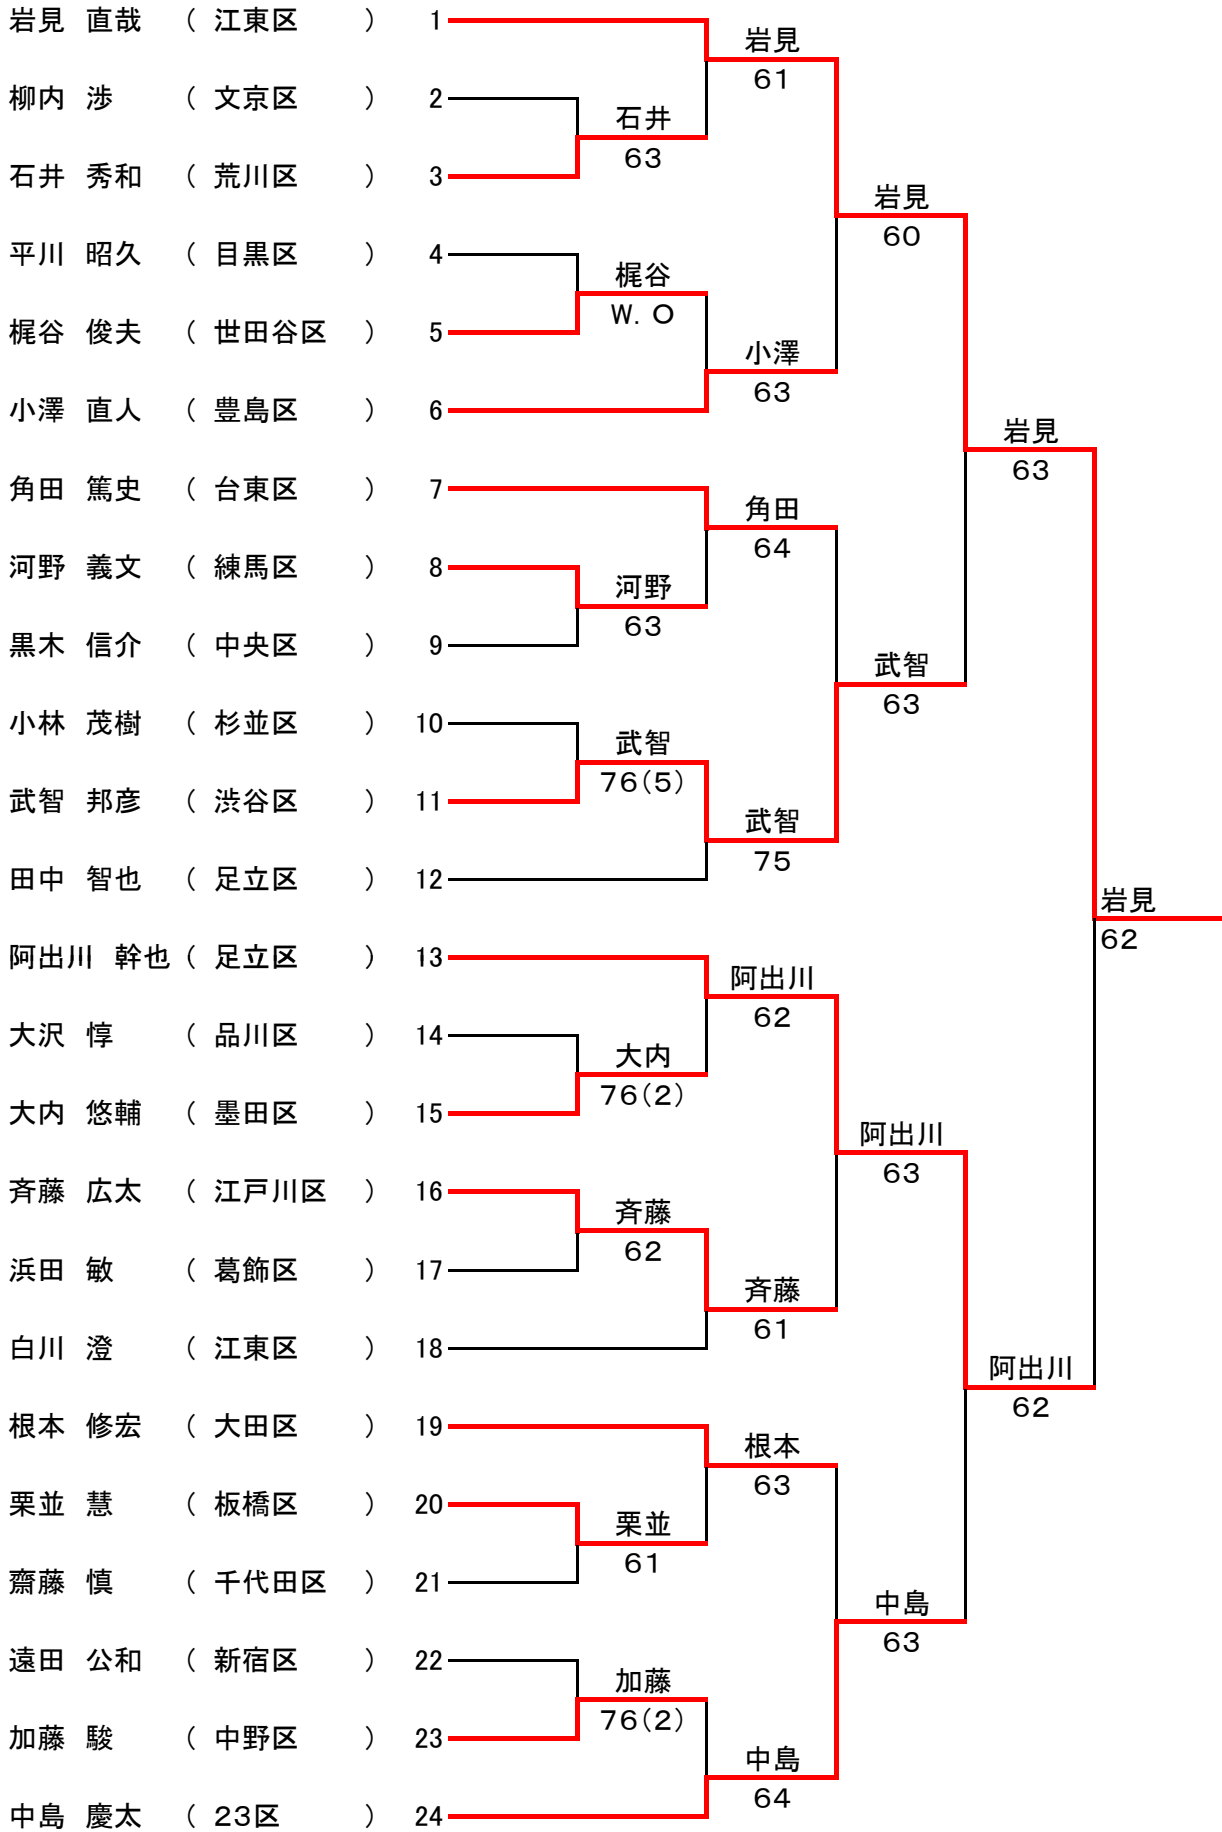 岩見 直哉 ( 江東区 ) 1
岩見
61
柳内 渉 ( 文京区 ) 2
石井
63
石井 秀和 ( 荒川区 ) 3
岩見
60
平川 昭久 ( 目黒区 ) 4
梶谷
W.O
梶谷 俊夫 ( 世田谷区 ) 5
小澤
63
小澤 直人 ( 豊島区 ) 6
岩見
63
角田 篤史 ( 台東区 ) 7
角田
64
河野 義文 ( 練馬区 ) 8
河野
63
黒木 信介 ( 中央区 ) 9
武智
63
小林 茂樹 ( 杉並区 ) 10
武智
76(5)
武智 邦彦 ( 渋谷区 ) 11
武智
75
田中 智也 ( 足立区 ) 12
岩見
62
阿出川 幹也 ( 足立区 ) 13
阿出川
62
大沢 惇 ( 品川区 ) 14
大内
76(2)
大内 悠輔 ( 墨田区 ) 15
阿出川
63
斉藤 広太 ( 江戸川区 ) 16
斉藤
62
浜田 敏 ( 葛飾区 ) 17
斉藤
61
白川 澄 ( 江東区 ) 18
阿出川
62
根本 修宏 ( 大田区 ) 19
根本
63
栗並 慧 ( 板橋区 ) 20
栗並
61
齋藤 慎 ( 千代田区 ) 21
中島
63
遠田 公和 ( 新宿区 ) 22
加藤
76(2)
加藤 駿 ( 中野区 ) 23
中島
64
中島 慶太 ( 23区 ) 24